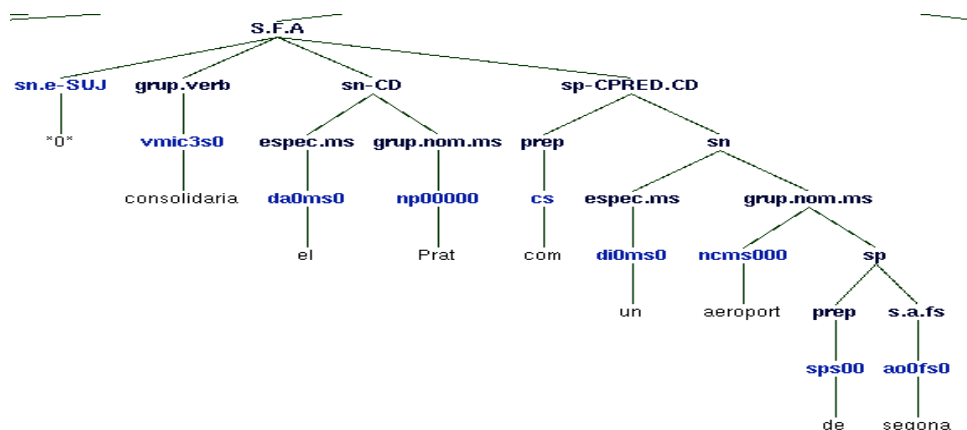 S.F.A
sn.e-SUJ grup.verb sn-CD sp-CPRED.CD
*0* vmic3s0 espec.ms grup.nom.ms prep sn
consolidaria da0ms0 np00000 cs espec.ms grup.nom.ms
el Prat com di0ms0 ncms000 sp
un aeroport prep s.a.fs
sps00 ao0fs0
de segona